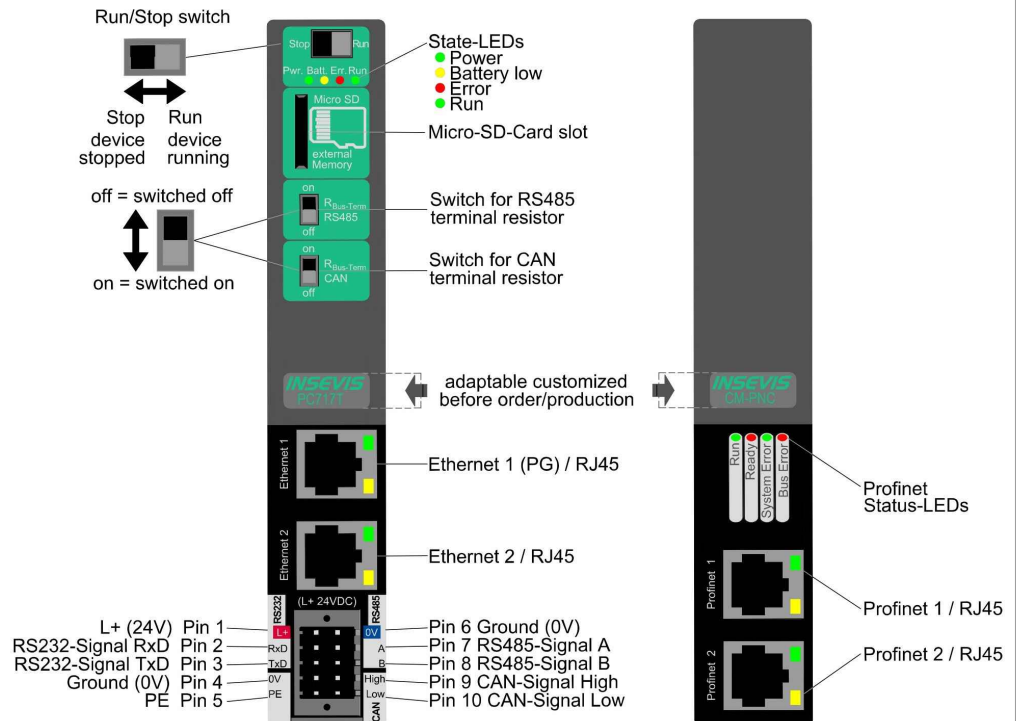 Run/Stop switch
Stop
Run
device
device
stopped
running
off = switched off
on = switched on
Stop
Run
Pwr. Batt. Err. Run
Micro SD
external
Memory
on
RBus-Term
RS485
off
on
RBus-Term
CAN
off
State-LEDs
Power
Battery low
Error
Run
Micro-SD-Card slot
Switch for RS485
terminal resistor
Switch for CAN
terminal resistor
INSEVIS
PC717T
adaptable customized
before order/production
INSEVIS
CM-PNC
Ethernet 1
Ethernet 1 (PG) / RJ45
Ethernet 2
Ethernet 2 / RJ45
RS232
(L+ 24VDC)
RS485
L+ (24V) Pin 1
RS232-Signal RxD Pin 2
RS232-Signal TxD Pin 3
Ground (0V) Pin 4
PE Pin 5
L+
RxD
TxD
0V
PE
0V
A
B
High
Low
CAN
Pin 6 Ground (0V)
Pin 7 RS485-Signal A
Pin 8 RS485-Signal B
Pin 9 CAN-Signal High
Pin 10 CAN-Signal Low
Run
Ready
System Error
Bus Error
Profinet
Status-LEDs
Profinet 1
Profinet 1 / RJ45
Profinet 2
Profinet 2 / RJ45